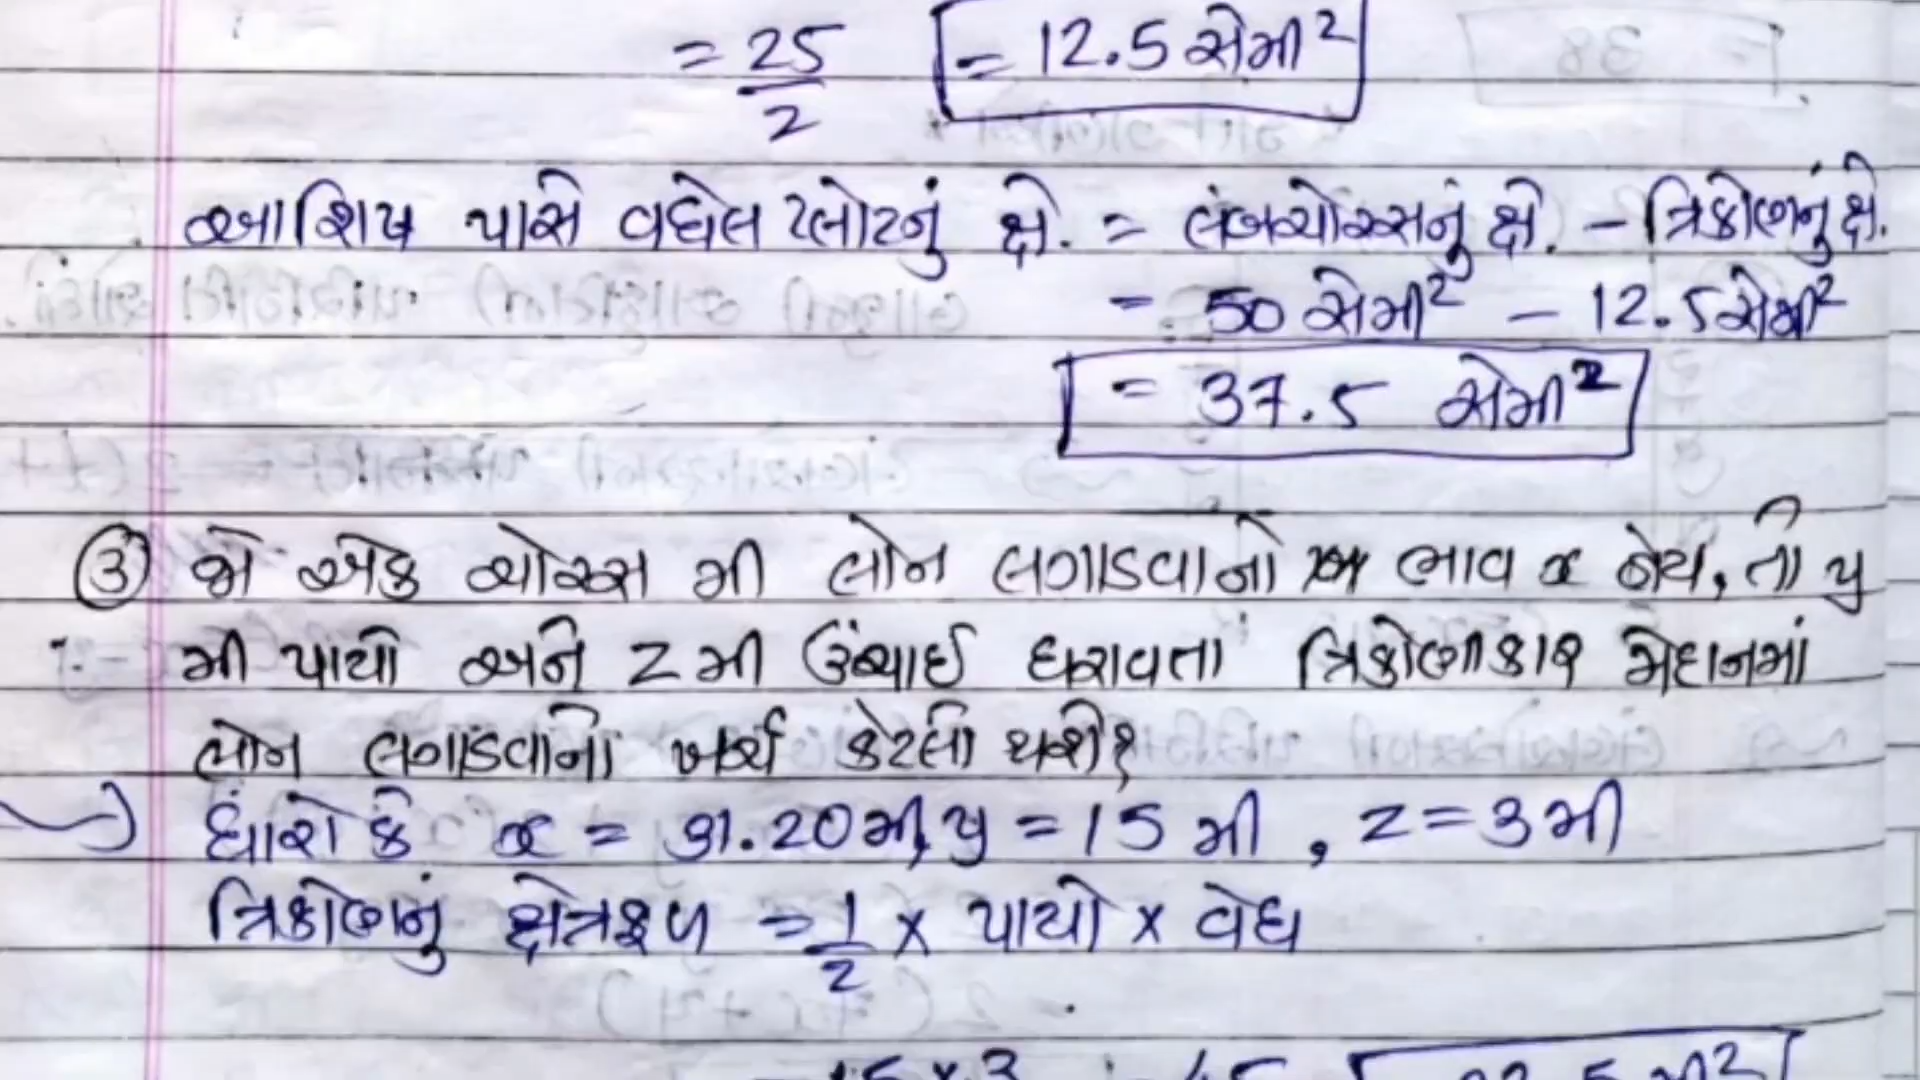 = 25/2 = 12.5 સેમી²
આશિષ પાસે વધેલ પ્લોટનું ક્ષે. = લંબચોરસનું ક્ષે. - ત્રિકોણનું ક્ષે.
= 50 સેમી² - 12.5 સેમી²
= 37.5 સેમી²
③ જો એક ચોરસ મી લોન લગાડવાનો ભાવ x હોય, તો y
મી પાયો અને z મી ઉંચાઈ ધરાવતાં ત્રિકોણાકાર મેદાનમાં
લોન લગાડવાનો ખર્ચ કેટલો થશે?
ધારો કે x = રૂા. 20 મી, y = 15 મી, z = 3 મી
ત્રિકોણનું ક્ષેત્રફળ = 1/2 × પાયો × વેધ